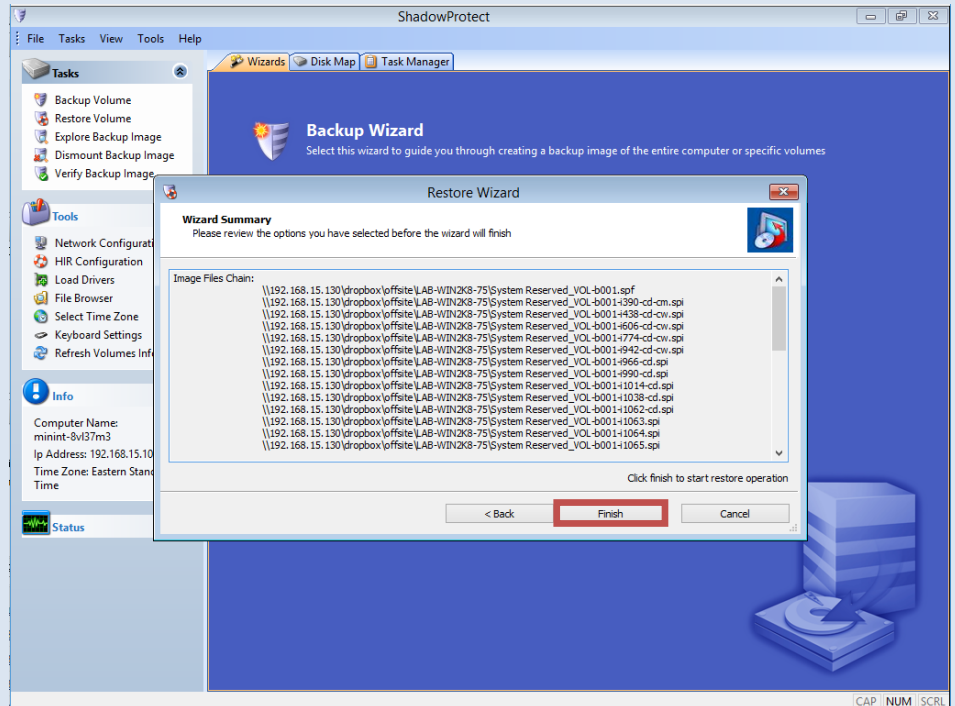 ShadowProtect
File Tasks View Tools Help
Wizards Disk Map Task Manager
Tasks
Backup Volume
Restore Volume
Explore Backup Image
Dismount Backup Image
Verify Backup Image
Backup Wizard
Select this wizard to guide you through creating a backup image of the entire computer or specific volumes
Tools
Network Configurati
HIR Configuration
Load Drivers
File Browser
Select Time Zone
Keyboard Settings
Refresh Volumes Inf
Info
Computer Name:
minint-8vl37m3
Ip Address: 192.168.15.10
Time Zone: Eastern Stand
Time
Status
Restore Wizard
Wizard Summary
Please review the options you have selected before the wizard will finish
Image Files Chain:
\\192.168.15.130\dropbox\offsite\LAB-WIN2K8-75\System Reserved_VOL-b001.spf
\\192.168.15.130\dropbox\offsite\LAB-WIN2K8-75\System Reserved_VOL-b001-i390-cd-cm.spi
\\192.168.15.130\dropbox\offsite\LAB-WIN2K8-75\System Reserved_VOL-b001-i438-cd-cw.spi
\\192.168.15.130\dropbox\offsite\LAB-WIN2K8-75\System Reserved_VOL-b001-i606-cd-cw.spi
\\192.168.15.130\dropbox\offsite\LAB-WIN2K8-75\System Reserved_VOL-b001-i774-cd-cw.spi
\\192.168.15.130\dropbox\offsite\LAB-WIN2K8-75\System Reserved_VOL-b001-i942-cd-cw.spi
\\192.168.15.130\dropbox\offsite\LAB-WIN2K8-75\System Reserved_VOL-b001-i966-cd.spi
\\192.168.15.130\dropbox\offsite\LAB-WIN2K8-75\System Reserved_VOL-b001-i990-cd.spi
\\192.168.15.130\dropbox\offsite\LAB-WIN2K8-75\System Reserved_VOL-b001-i1014-cd.spi
\\192.168.15.130\dropbox\offsite\LAB-WIN2K8-75\System Reserved_VOL-b001-i1038-cd.spi
\\192.168.15.130\dropbox\offsite\LAB-WIN2K8-75\System Reserved_VOL-b001-i1062-cd.spi
\\192.168.15.130\dropbox\offsite\LAB-WIN2K8-75\System Reserved_VOL-b001-i1063.spi
\\192.168.15.130\dropbox\offsite\LAB-WIN2K8-75\System Reserved_VOL-b001-i1064.spi
\\192.168.15.130\dropbox\offsite\LAB-WIN2K8-75\System Reserved_VOL-b001-i1065.spi
Click finish to start restore operation
< Back Finish Cancel
CAP NUM SCRL